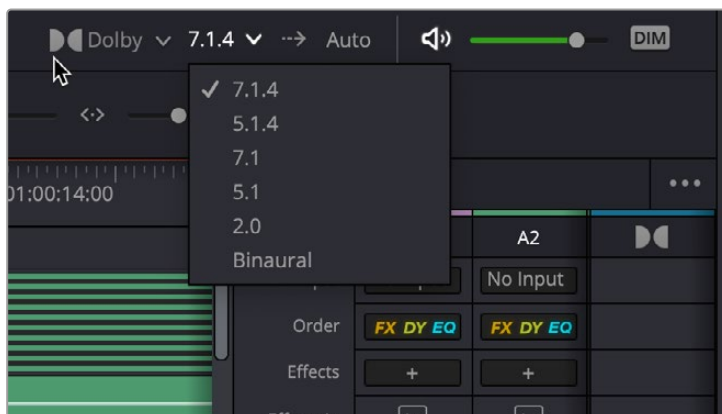 Dolby 7.1.4 Auto DIM
7.1.4
5.1.4
7.1
5.1
2.0
Binaural
01:00:14:00
A2
No Input
Order FX DY EQ FX DY EQ
Effects + +